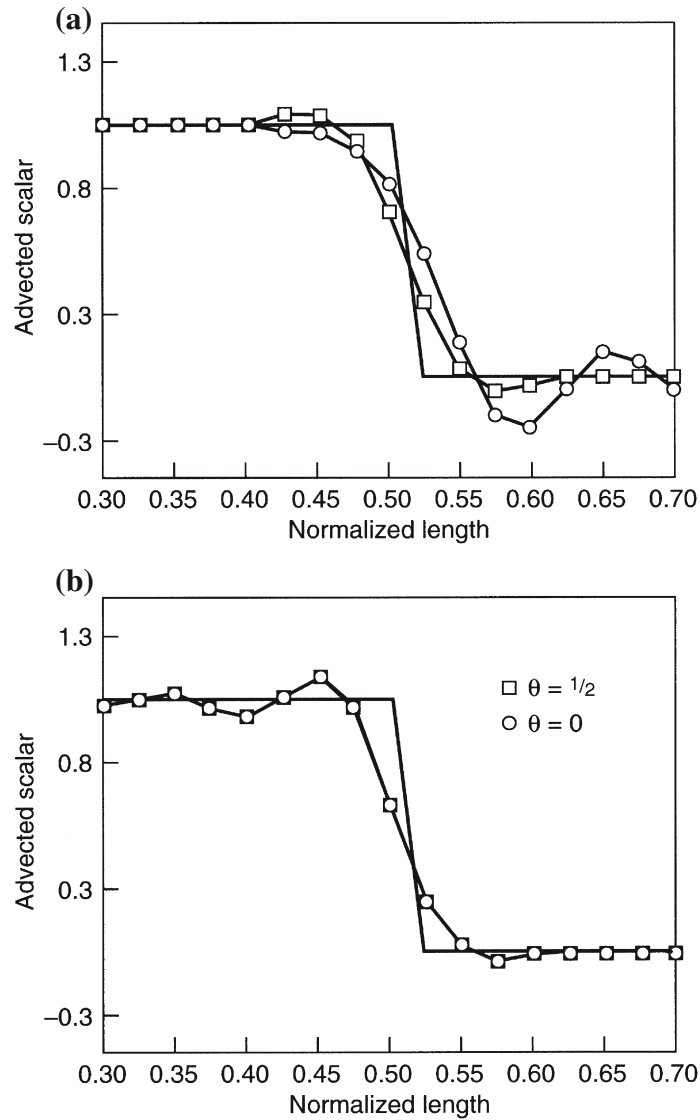 (a)
1.3
0.8
0.3
−0.3
Advected scalar
0.30 0.35 0.40 0.45 0.50 0.55 0.60 0.65 0.70
Normalized length
(b)
1.3
0.8
0.3
−0.3
Advected scalar
θ = 1/2
θ = 0
0.30 0.35 0.40 0.45 0.50 0.55 0.60 0.65 0.70
Normalized length